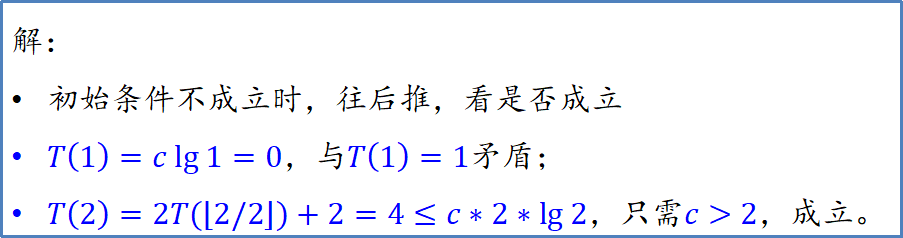 解：
• 初始条件不成立时，往后推，看是否成立
• T(1) = c lg 1 = 0，与T(1) = 1矛盾；
• T(2) = 2T(⌊2/2⌋) + 2 = 4 ≤ c ∗ 2 ∗ lg 2，只需c > 2，成立。